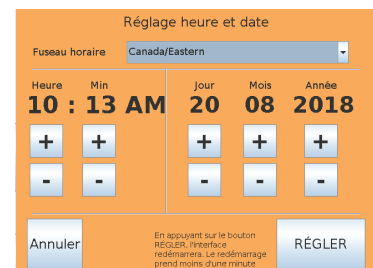 Réglage heure et date
Fuseau horaire Canada/Eastern
Heure Min Jour Mois Année
10 : 13 AM 20 08 2018
+ + + + +
- - - - -
Annuler
En appuyant sur le bouton
RÉGLER, l'interface
redémarrera. Le redémarrage
prend moins d'une minute
RÉGLER